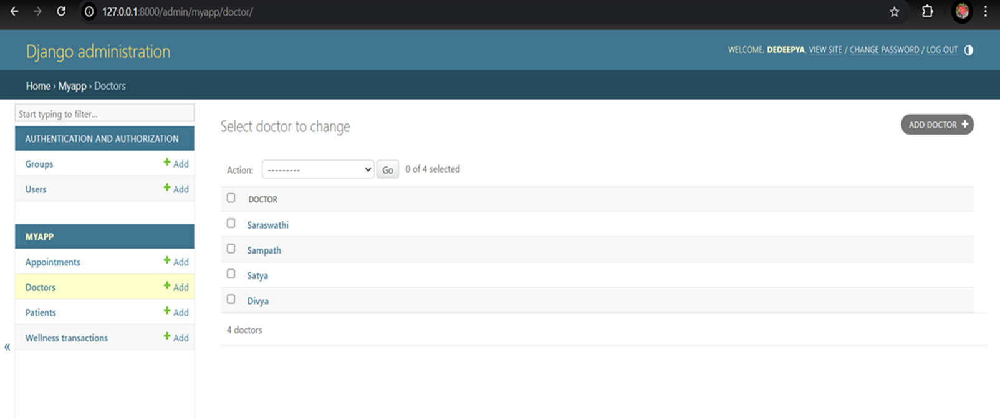 127.0.0.1:8000/admin/myapp/doctor/
Django administration
WELCOME, DEDEEPYA. VIEW SITE / CHANGE PASSWORD / LOG OUT
Home › Myapp › Doctors
Start typing to filter...
AUTHENTICATION AND AUTHORIZATION
Groups + Add
Users + Add
MYAPP
Appointments + Add
Doctors + Add
Patients + Add
Wellness transactions + Add
«
Select doctor to change
ADD DOCTOR +
Action: --------- Go 0 of 4 selected
DOCTOR
Saraswathi
Sampath
Satya
Divya
4 doctors